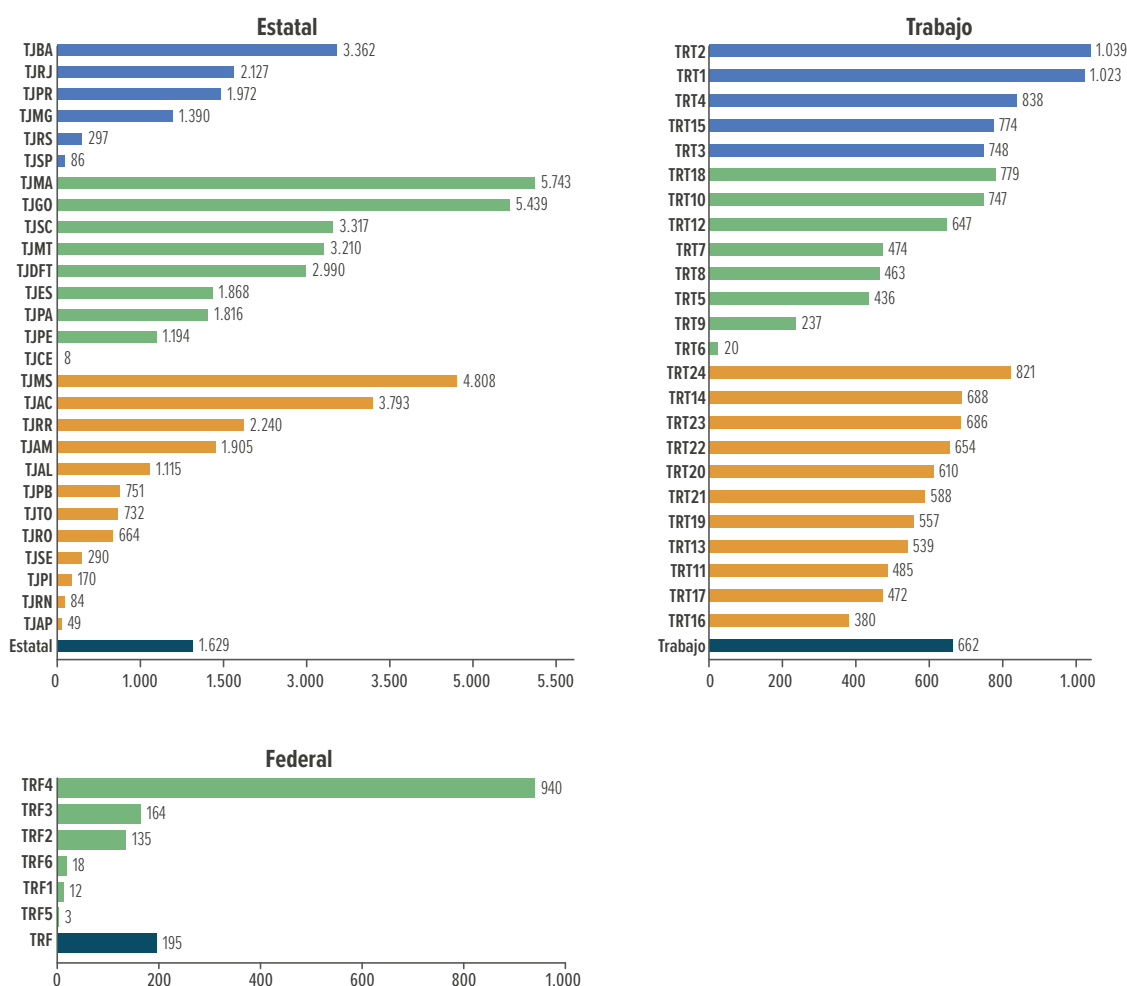 Estatal
TJBA 3.362
TJRJ 2.127
TJPR 1.972
TJMG 1.390
TJRS 297
TJSP 86
TJMA 5.743
TJGO 5.439
TJSC 3.317
TJMT 3.210
TJDFT 2.990
TJES 1.868
TJPA 1.816
TJPE 1.194
TJCE 8
TJMS 4.808
TJAC 3.793
TJRR 2.240
TJAM 1.905
TJAL 1.115
TJPB 751
TJTO 732
TJRO 664
TJSE 290
TJPI 170
TJRN 84
TJAP 49
Estatal 1.629
0 1.000 1.500 3.000 3.500 5.000 5.500
Trabajo
TRT2 1.039
TRT1 1.023
TRT4 838
TRT15 774
TRT3 748
TRT18 779
TRT10 747
TRT12 647
TRT7 474
TRT8 463
TRT5 436
TRT9 237
TRT6 20
TRT24 821
TRT14 688
TRT23 686
TRT22 654
TRT20 610
TRT21 588
TRT19 557
TRT13 539
TRT11 485
TRT17 472
TRT16 380
Trabajo 662
0 200 400 600 800 1.000
Federal
TRF4 940
TRF3 164
TRF2 135
TRF6 18
TRF1 12
TRF5 3
TRF 195
0 200 400 600 800 1.000